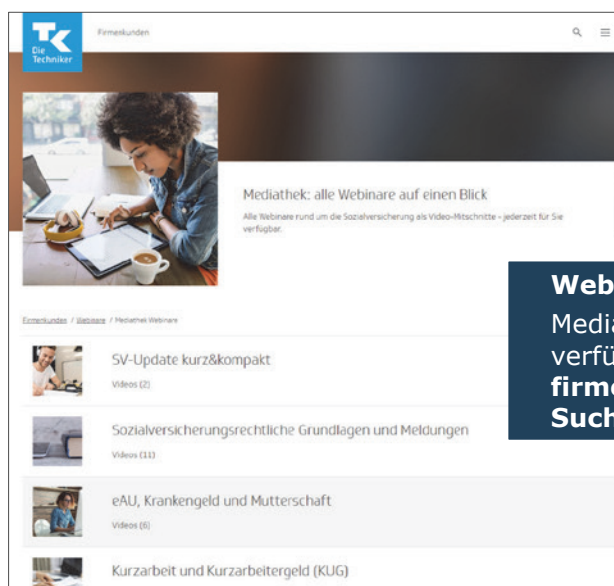 TK
Die
Techniker
Firmenkunden
Mediathek: alle Webinare auf einen Blick
Alle Webinare rund um die Sozialversicherung als Video-Mitschnitte - jederzeit für Sie
verfügbar.
Firmenkunden / Webinare / Mediathek Webinare
SV-Update kurz&kompakt
Videos (2)
Sozialversicherungsrechtliche Grundlagen und Meldungen
Videos (11)
eAU, Krankengeld und Mutterschaft
Videos (6)
Kurzarbeit und Kurzarbeitergeld (KUG)
Web
Media
verfü
firme
Such